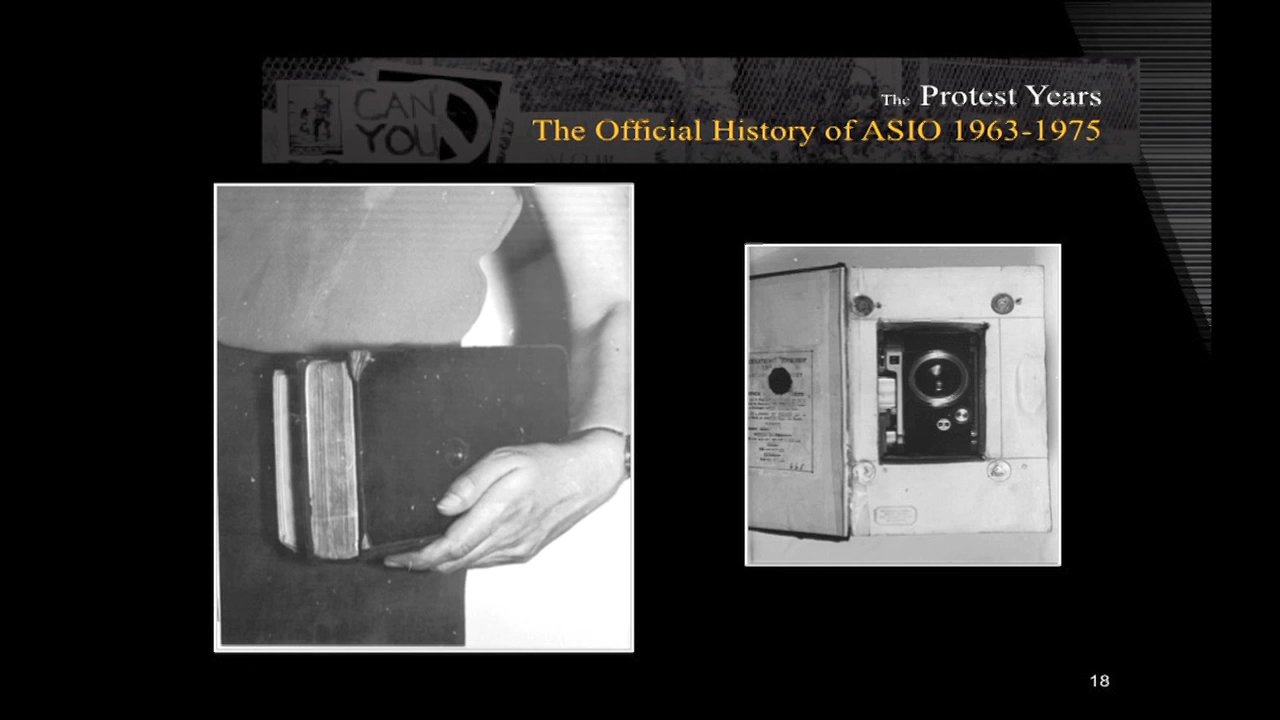 CAN
YOU
The Protest Years
The Official History of ASIO 1963-1975
18